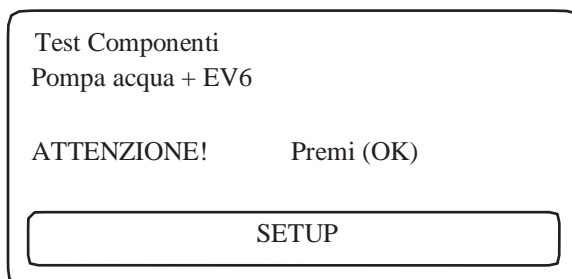 Test Componenti
Pompa acqua + EV6
ATTENZIONE! Premi (OK)
SETUP